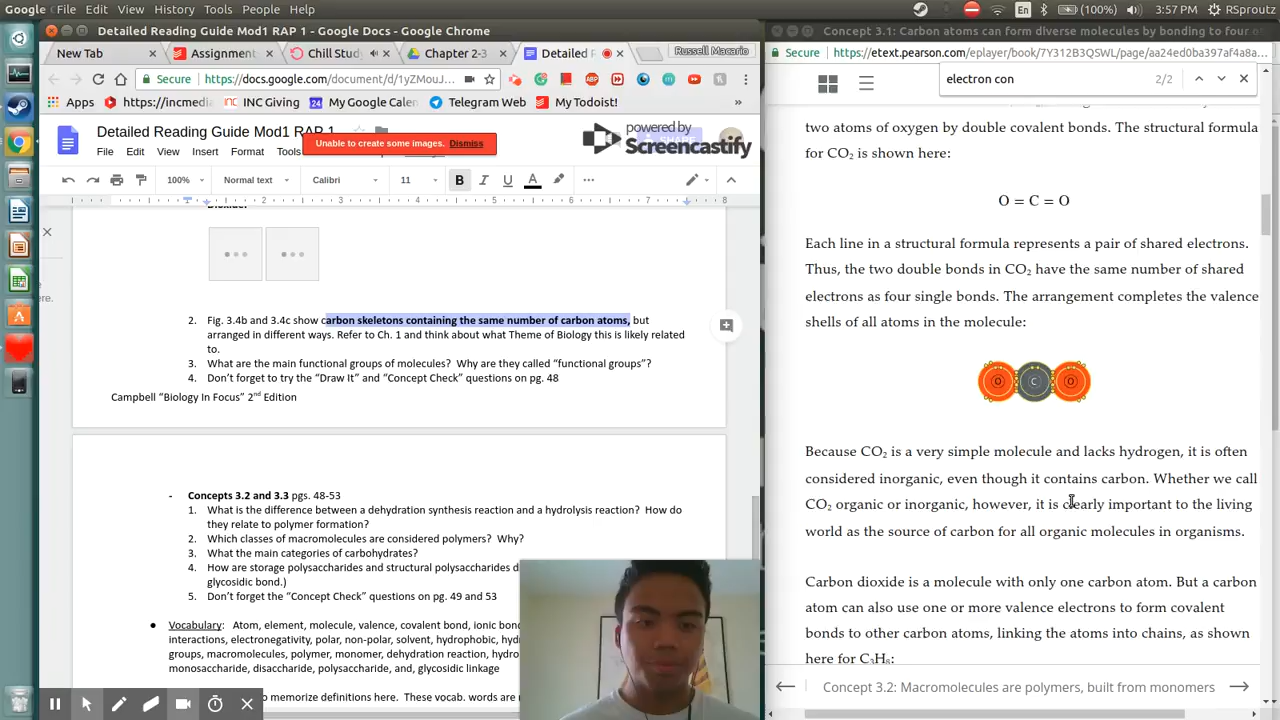 Google File Edit View History Tools People Help
En (100%) 3:57 PM RSproutz
Detailed Reading Guide Mod1 RAP 1 - Google Docs - Google Chrome
Concept 3.1: Carbon atoms can form diverse molecules by bonding to four
New Tab Assignment Chill Stu Chapter 2-3 Detailed Russell Macario
Secure https://docs.google.com/document/d/1yZMouJ...
Secure https://etext.pearson.com/eplayer/book/7Y312B3QSWL/page/
Apps https://incmedia INC Giving My Google Calen Telegram Web My Todoist!
electron con 2/2
Detailed Reading Guide Mod1 RAP 1
File Edit View Insert Format Tools
Unable to create some images. Dismiss
powered by
Screencastify
100% Normal text Calibri 11 B I U A
2 3 4 5 6 7 8
2. Fig. 3.4b and 3.4c show carbon skeletons containing the same number of carbon atoms, but
arranged in different ways. Refer to Ch. 1 and think about what Theme of Biology this is likely related
to.
3. What are the main functional groups of molecules? Why are they called “functional groups”?
4. Don’t forget to try the “Draw It” and “Concept Check” questions on pg. 48
Campbell “Biology In Focus” 2nd Edition
here.
- Concepts 3.2 and 3.3 pgs. 48-53
1. What is the difference between a dehydration synthesis reaction and a hydrolysis reaction? How do
they relate to polymer formation?
2. Which classes of macromolecules are considered polymers? Why?
3. What the main categories of carbohydrates?
4. How are storage polysaccharides and structural polysaccharides d
glycosidic bond.)
5. Don’t forget the “Concept Check” questions on pg. 49 and 53
● Vocabulary: Atom, element, molecule, valence, covalent bond, ionic bon
interactions, electronegativity, polar, non-polar, solvent, hydrophobic, hyd
groups, macromolecules, polymer, monomer, dehydration reaction, hydro
monosaccharide, disaccharide, polysaccharide, and, glycosidic linkage
to memorize definitions here. These vocab. words are
two atoms of oxygen by double covalent bonds. The structural formula
for CO₂ is shown here:
O = C = O
Each line in a structural formula represents a pair of shared electrons.
Thus, the two double bonds in CO₂ have the same number of shared
electrons as four single bonds. The arrangement completes the valence
shells of all atoms in the molecule:
O C O
Because CO₂ is a very simple molecule and lacks hydrogen, it is often
considered inorganic, even though it contains carbon. Whether we call
CO₂ organic or inorganic, however, it is clearly important to the living
world as the source of carbon for all organic molecules in organisms.
Carbon dioxide is a molecule with only one carbon atom. But a carbon
atom can also use one or more valence electrons to form covalent
bonds to other carbon atoms, linking the atoms into chains, as shown
here for C₃H₈:
Concept 3.2: Macromolecules are polymers, built from monomers